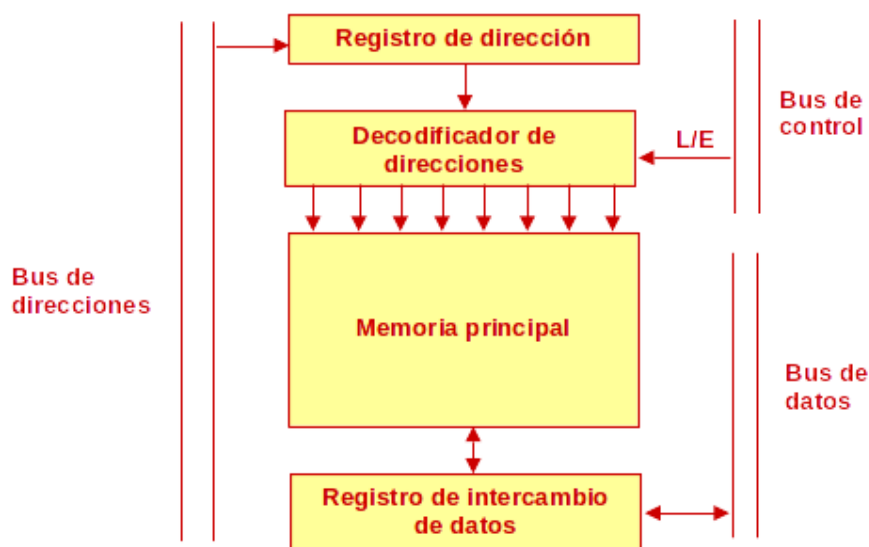 Registro de dirección
Bus de
control
Decodificador de
direcciones
L/E
Bus de
direcciones
Memoria principal
Bus de
datos
Registro de intercambio
de datos